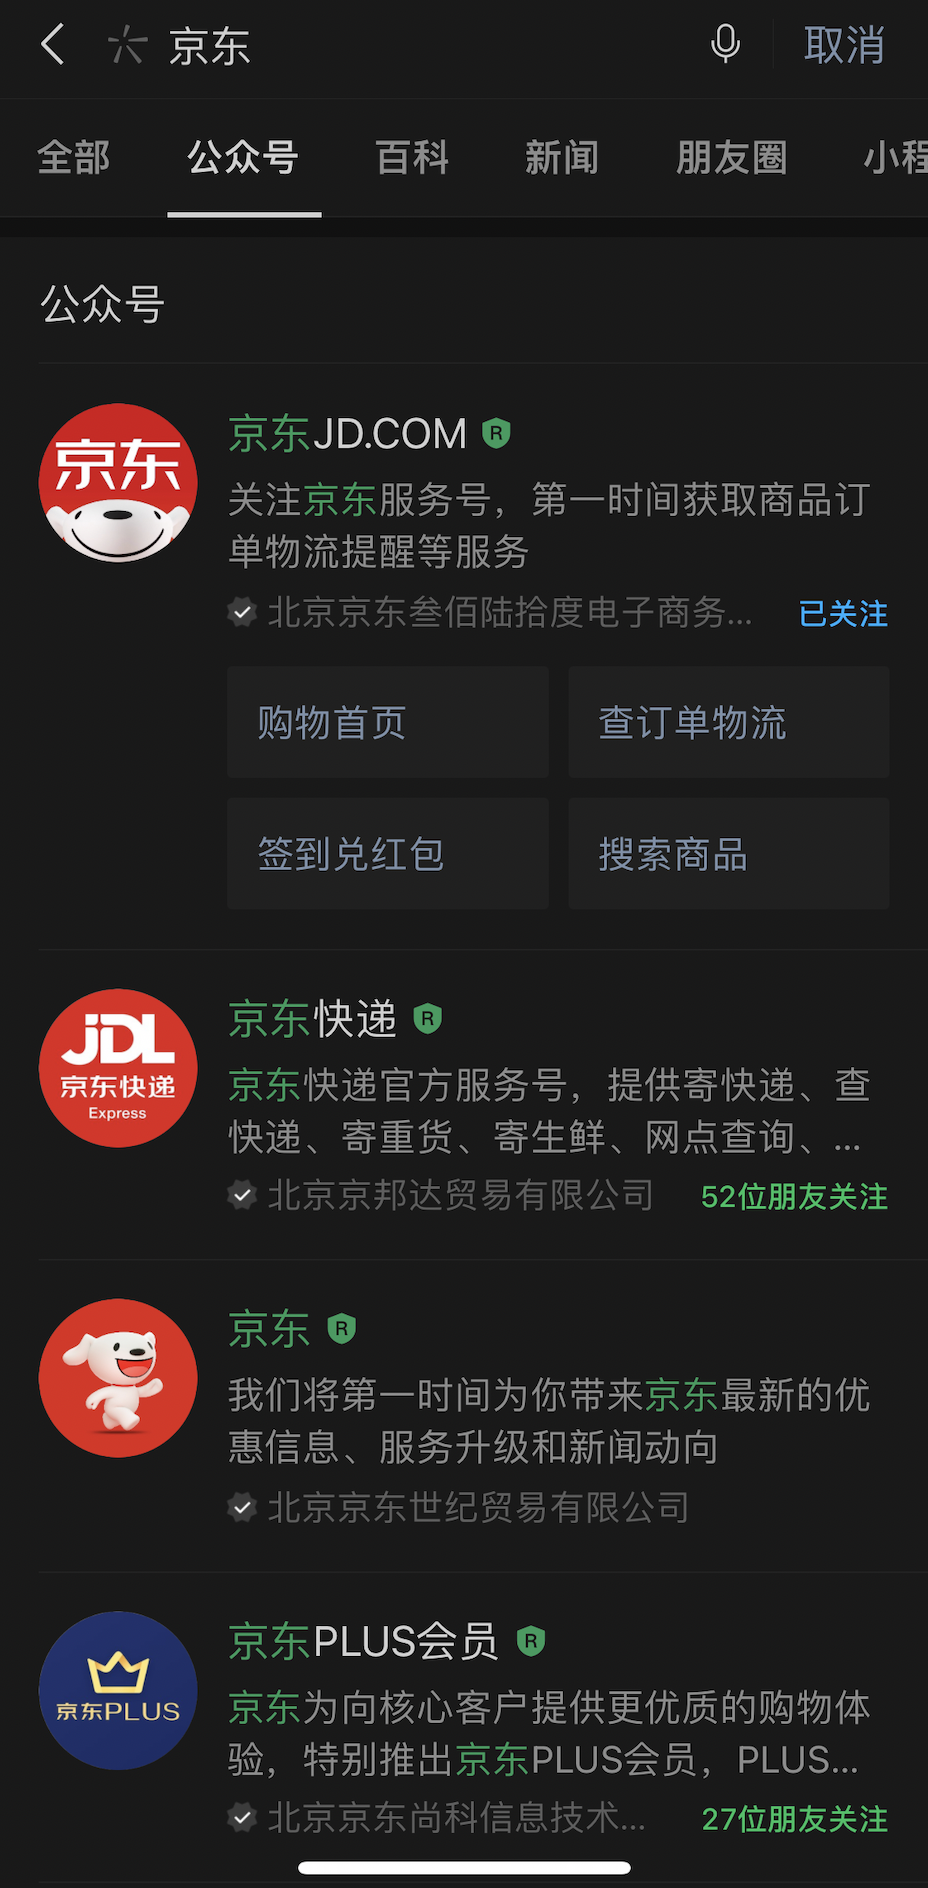 京东
取消
全部 公众号 百科 新闻 朋友圈 小程
公众号
京东
京东JD.COM R
关注京东服务号，第一时间获取商品订
单物流提醒等服务
北京京东叁佰陆拾度电子商务... 已关注
购物首页 查订单物流
签到兑红包 搜索商品
JDL
京东快递
Express
京东快递 R
京东快递官方服务号，提供寄快递、查
快递、寄重货、寄生鲜、网点查询、...
北京京邦达贸易有限公司 52位朋友关注
京东 R
我们将第一时间为你带来京东最新的优
惠信息、服务升级和新闻动向
北京京东世纪贸易有限公司
京东PLUS
京东PLUS会员 R
京东为向核心客户提供更优质的购物体
验，特别推出京东PLUS会员，PLUS...
北京京东尚科信息技术... 27位朋友关注